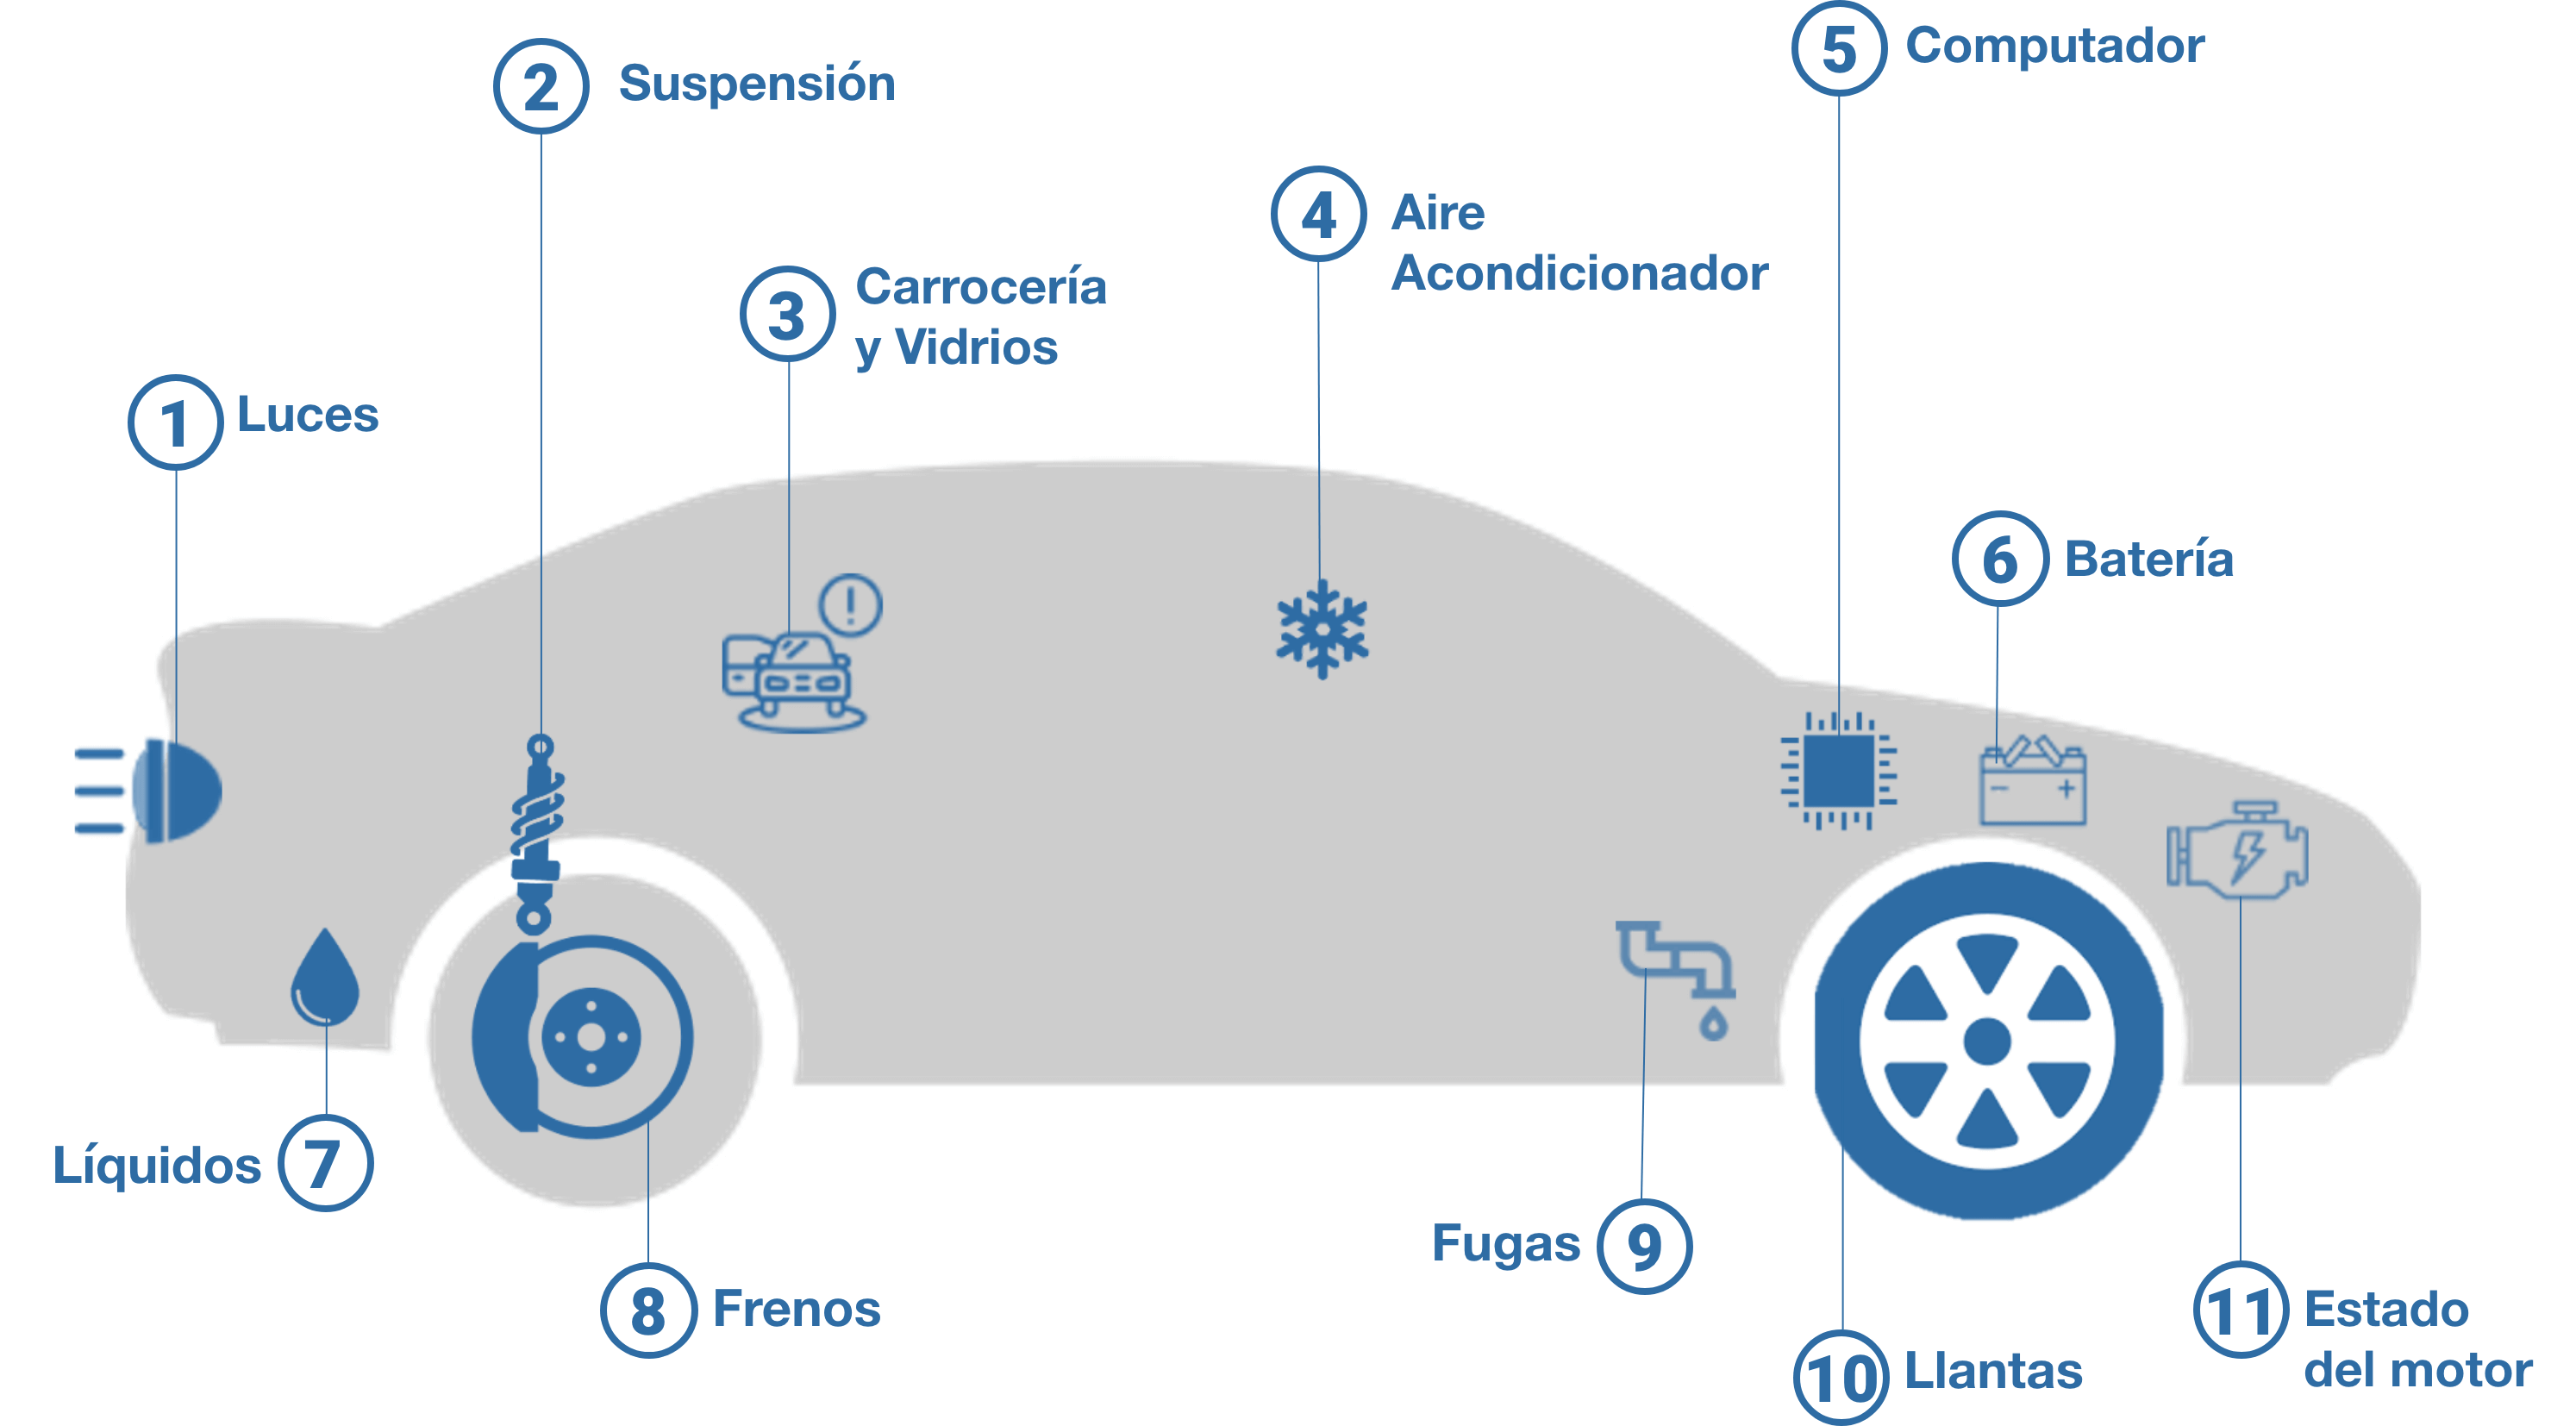 1 Luces
2 Suspensión
3 Carrocería
y Vidrios
4 Aire
Acondicionador
5 Computador
6 Batería
Líquidos 7
8 Frenos
Fugas 9
10 Llantas
11 Estado
del motor